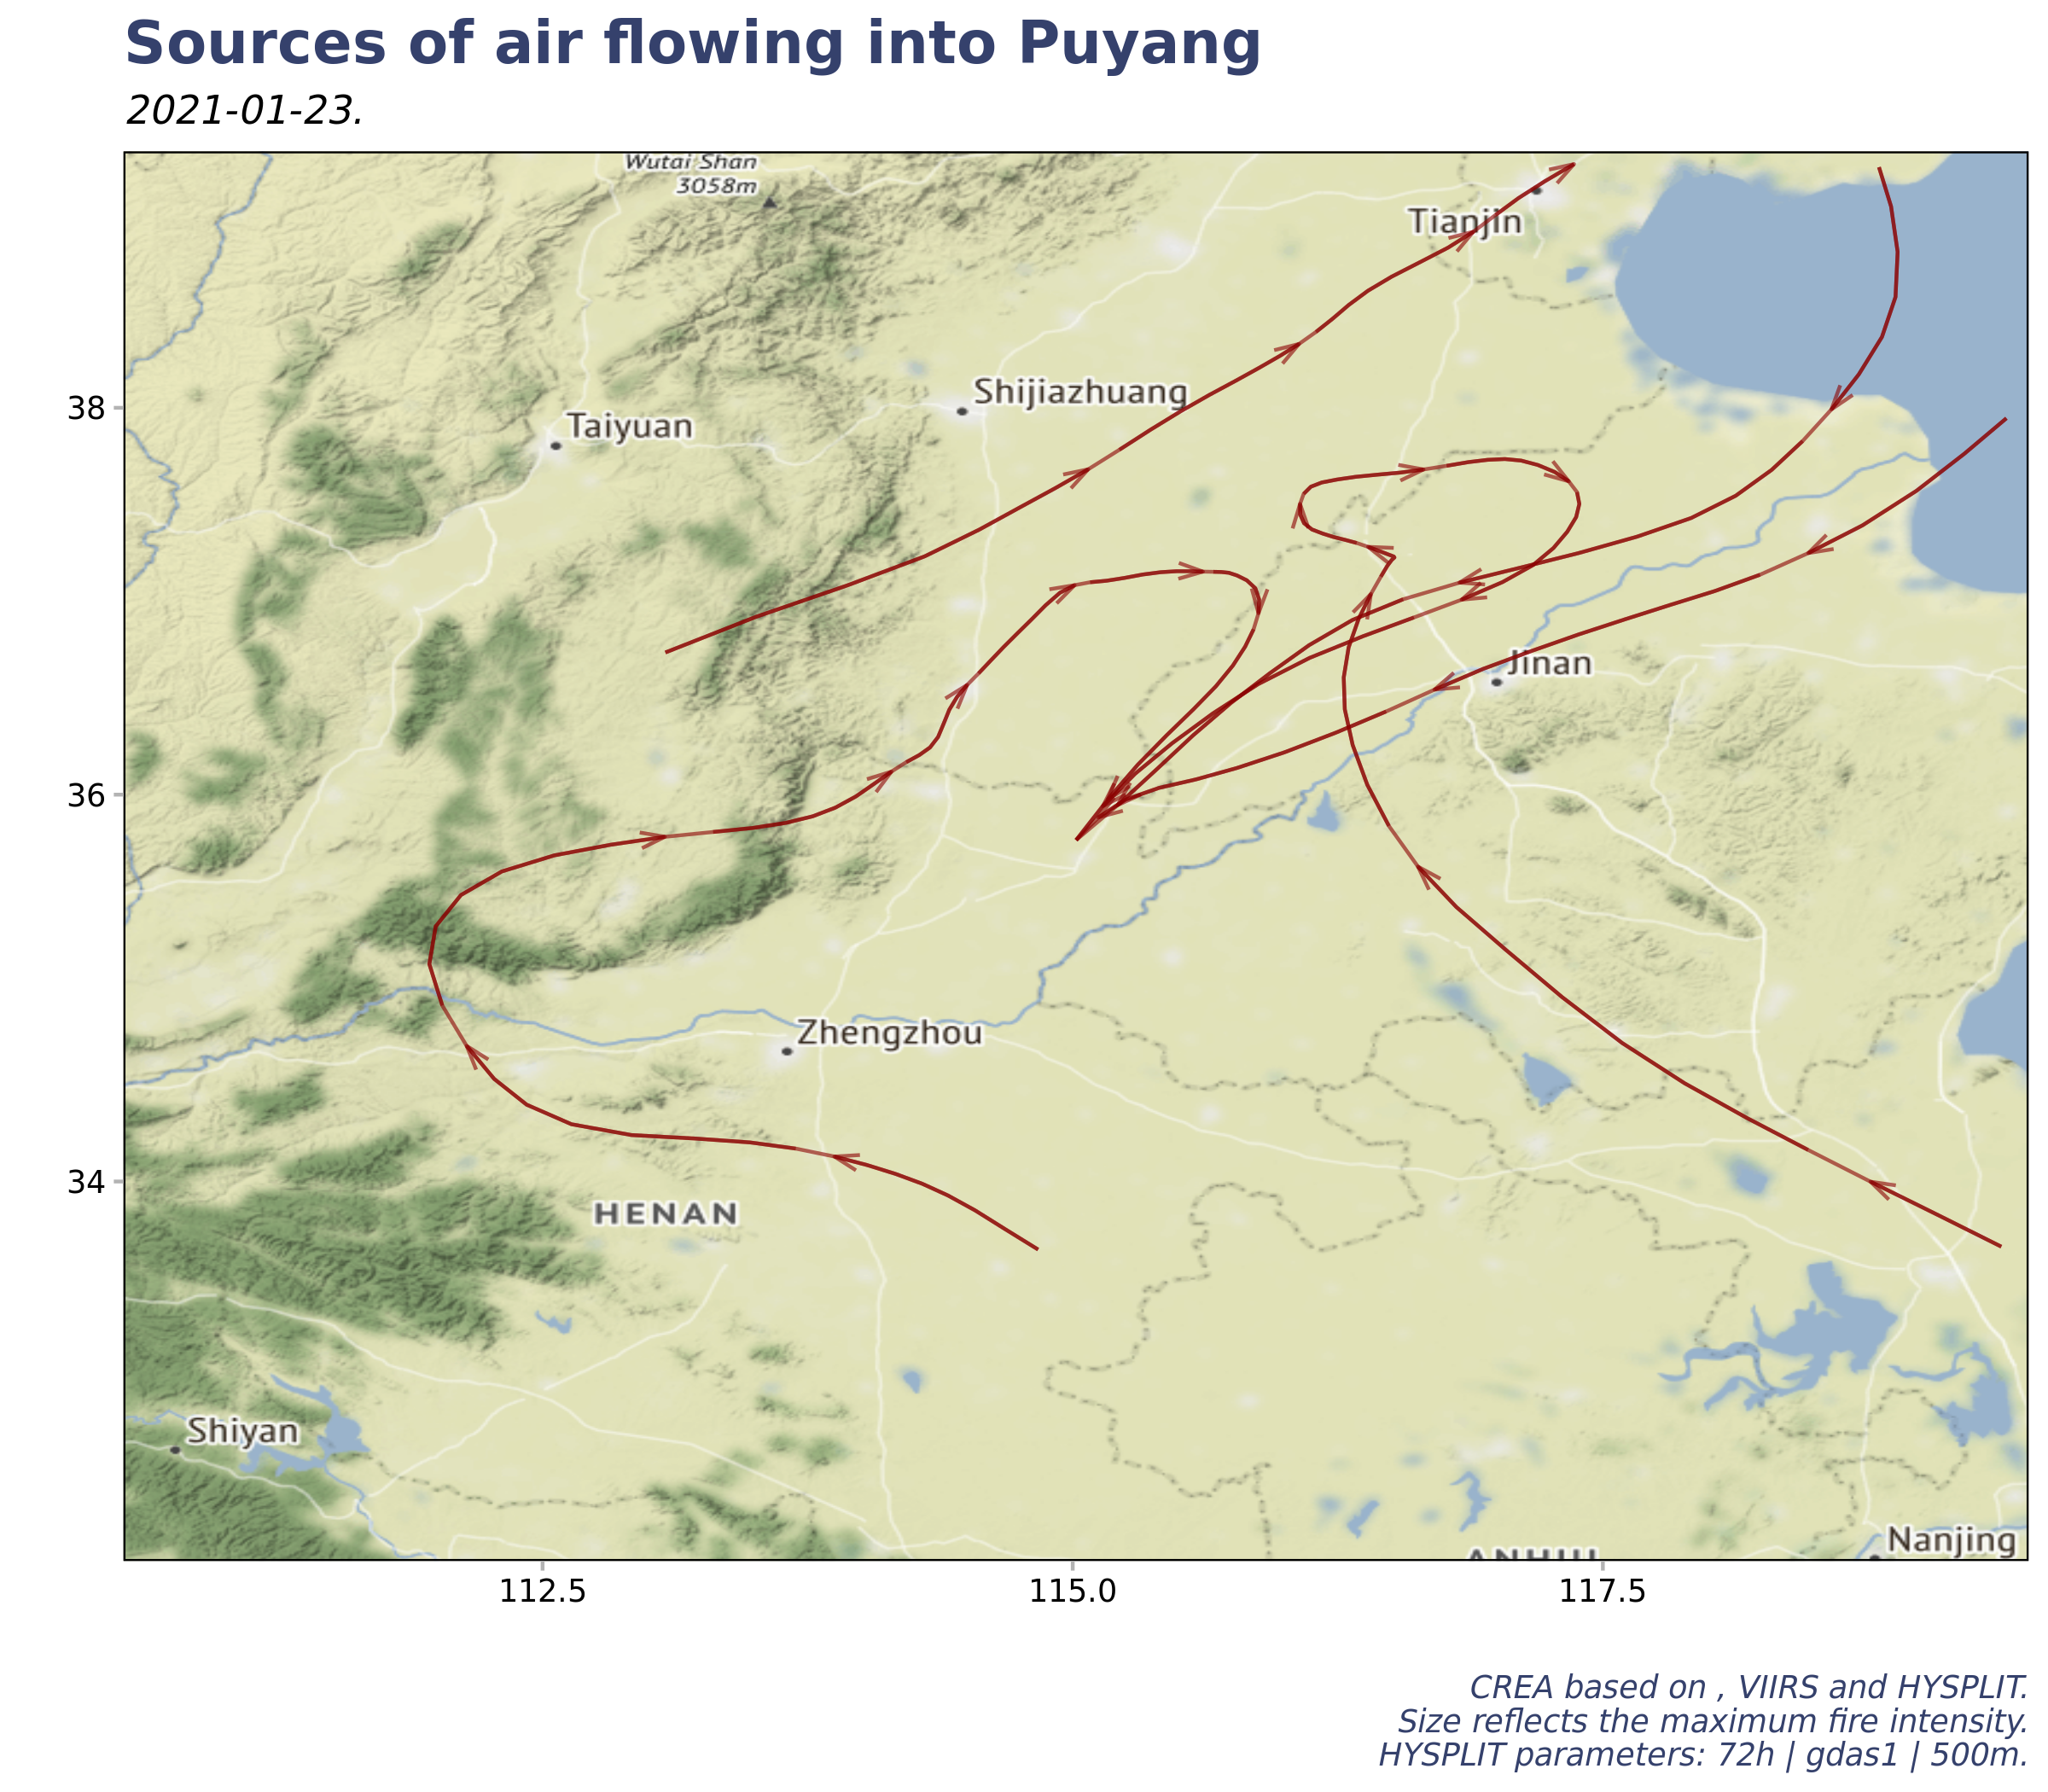 Sources of air flowing into Puyang
2021-01-23.
Wutai Shan
3058m
Tianjin
38
Shijiazhuang
Taiyuan
Jinan
36
Zhengzhou
34
HENAN
Shiyan
Nanjing
ANHUI
112.5
115.0
117.5
CREA based on , VIIRS and HYSPLIT.
Size reflects the maximum fire intensity.
HYSPLIT parameters: 72h | gdas1 | 500m.